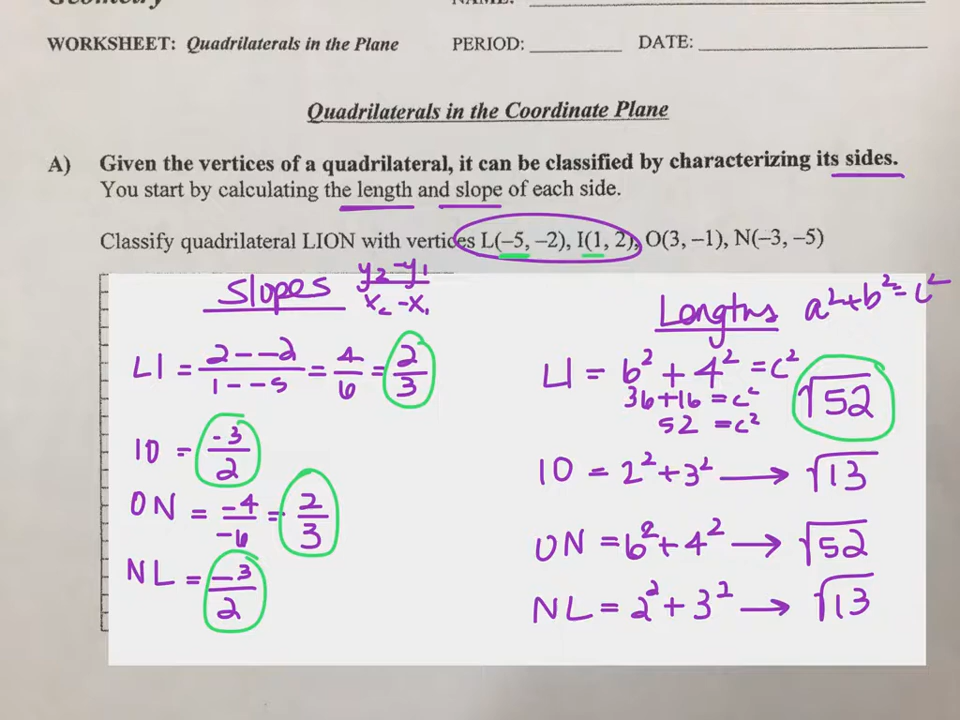 Geometry NAME: ____________
WORKSHEET: Quadrilaterals in the Plane PERIOD: ________ DATE: ____________
Quadrilaterals in the Coordinate Plane
A) Given the vertices of a quadrilateral, it can be classified by characterizing its sides.
You start by calculating the length and slope of each side.
Classify quadrilateral LION with vertices L(−5, −2), I(1, 2), O(3, −1), N(−3, −5)
Slopes y₂-y₁/x₂-x₁
LI = 2--2/1--5 = 4/6 = 2/3
IO = -3/2
ON = -4/-6 = 2/3
NL = -3/2
Lengths a²+b²=c²
LI = 6² + 4² = c² √52
36+16 = c²
52 = c²
IO = 2²+3² → √13
ON = 6²+4² → √52
NL = 2²+3² → √13